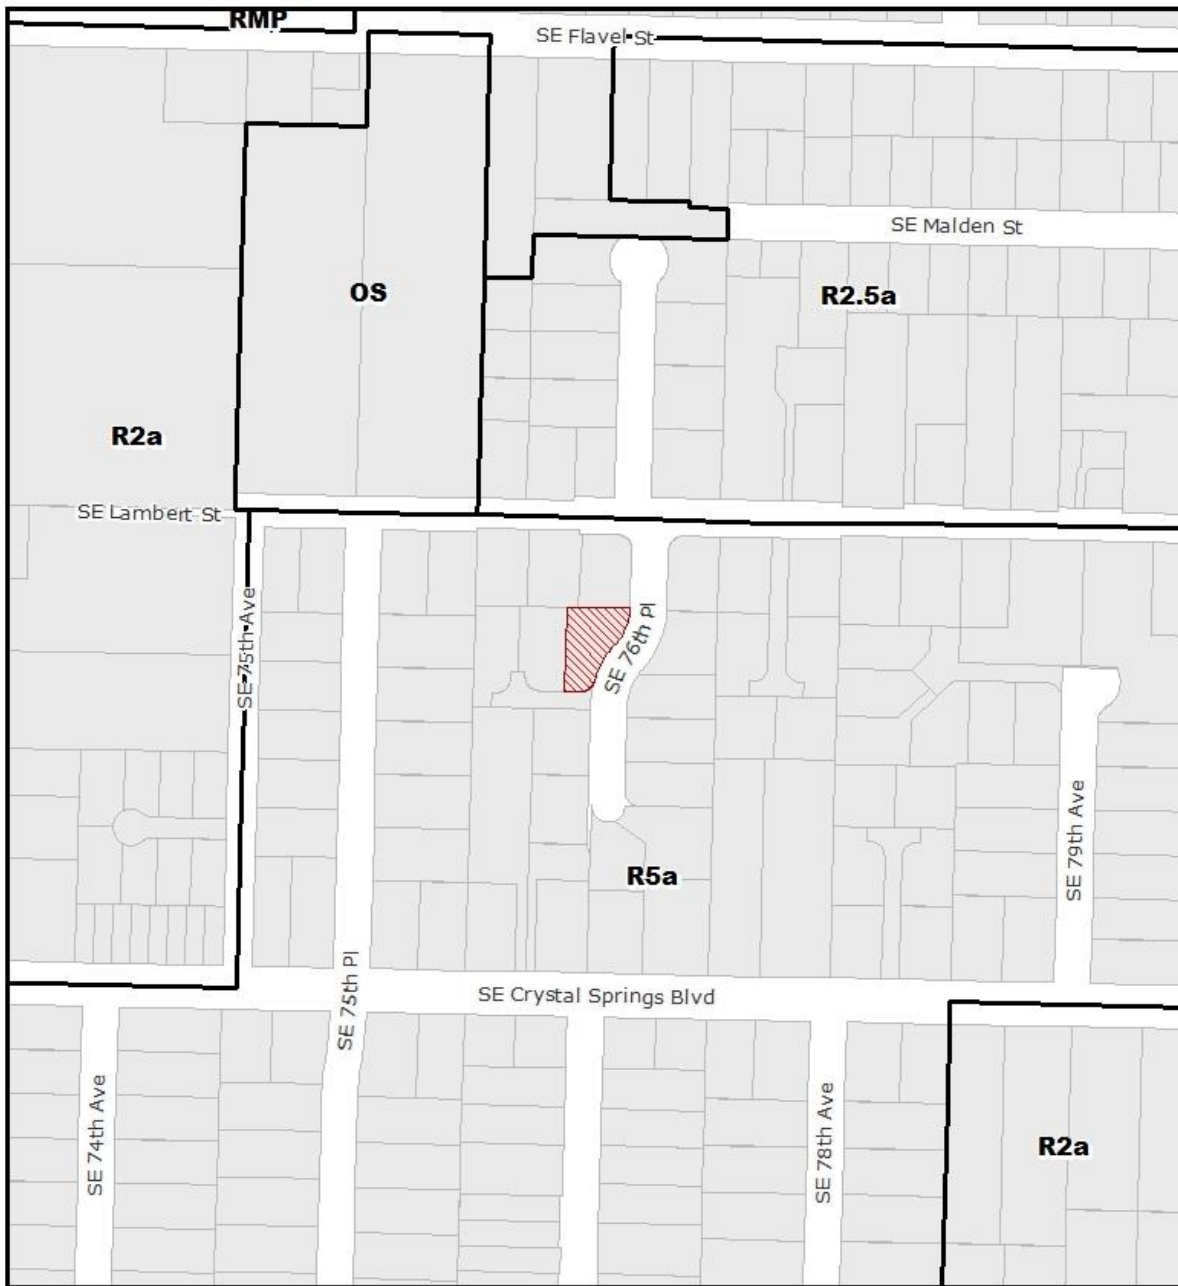 RMP
SE Flavel St
SE Malden St
OS
R2.5a
R2a
SE Lambert St
SE 75th Ave
SE 76th Pl
SE 79th Ave
R5a
SE 75th Pl
SE Crystal Springs Blvd
SE 74th Ave
SE 78th Ave
R2a